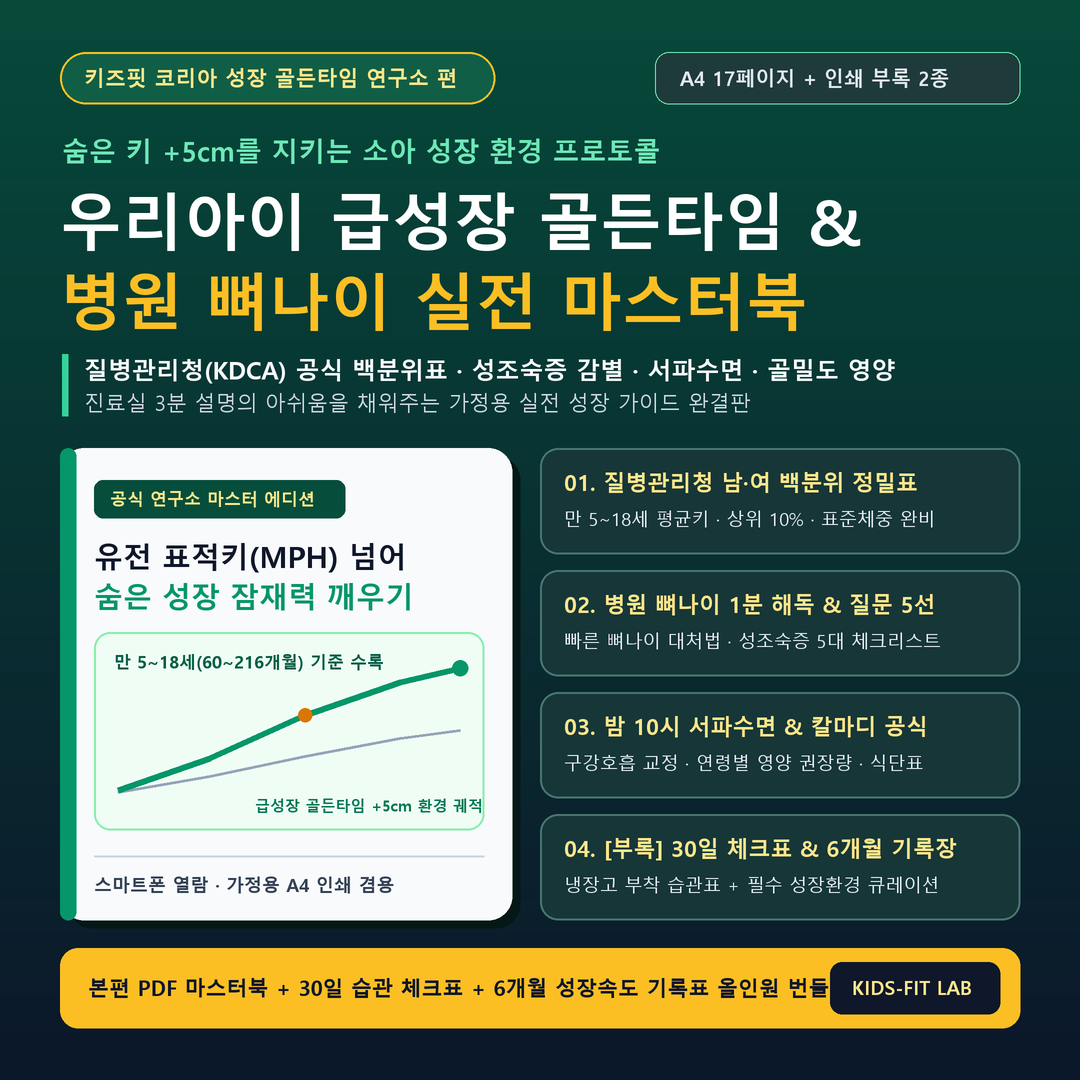 키즈핏 코리아 성장 골든타임 연구소 편
A4 17페이지 + 인쇄 부록 2종
숨은 키 +5cm를 지키는 소아 성장 환경 프로토콜
우리아이 급성장 골든타임 &
병원 뼈나이 실전 마스터북
질병관리청(KDCA) 공식 백분위표 · 성조숙증 감별 · 서파수면 · 골밀도 영양
진료실 3분 설명의 아쉬움을 채워주는 가정용 실전 성장 가이드 완결판
공식 연구소 마스터 에디션
유전 표적키(MPH) 넘어
숨은 성장 잠재력 깨우기
만 5~18세(60~216개월) 기준 수록
급성장 골든타임 +5cm 환경 궤적
스마트폰 열람 · 가정용 A4 인쇄 겸용
01. 질병관리청 남·여 백분위 정밀표
만 5~18세 평균키 · 상위 10% · 표준체중 완비
02. 병원 뼈나이 1분 해독 & 질문 5선
빠른 뼈나이 대처법 · 성조숙증 5대 체크리스트
03. 밤 10시 서파수면 & 칼마디 공식
구강호흡 교정 · 연령별 영양 권장량 · 식단표
04. [부록] 30일 체크표 & 6개월 기록장
냉장고 부착 습관표 + 필수 성장환경 큐레이션
본편 PDF 마스터북 + 30일 습관 체크표 + 6개월 성장속도 기록표 올인원 번들
KIDS-FIT LAB